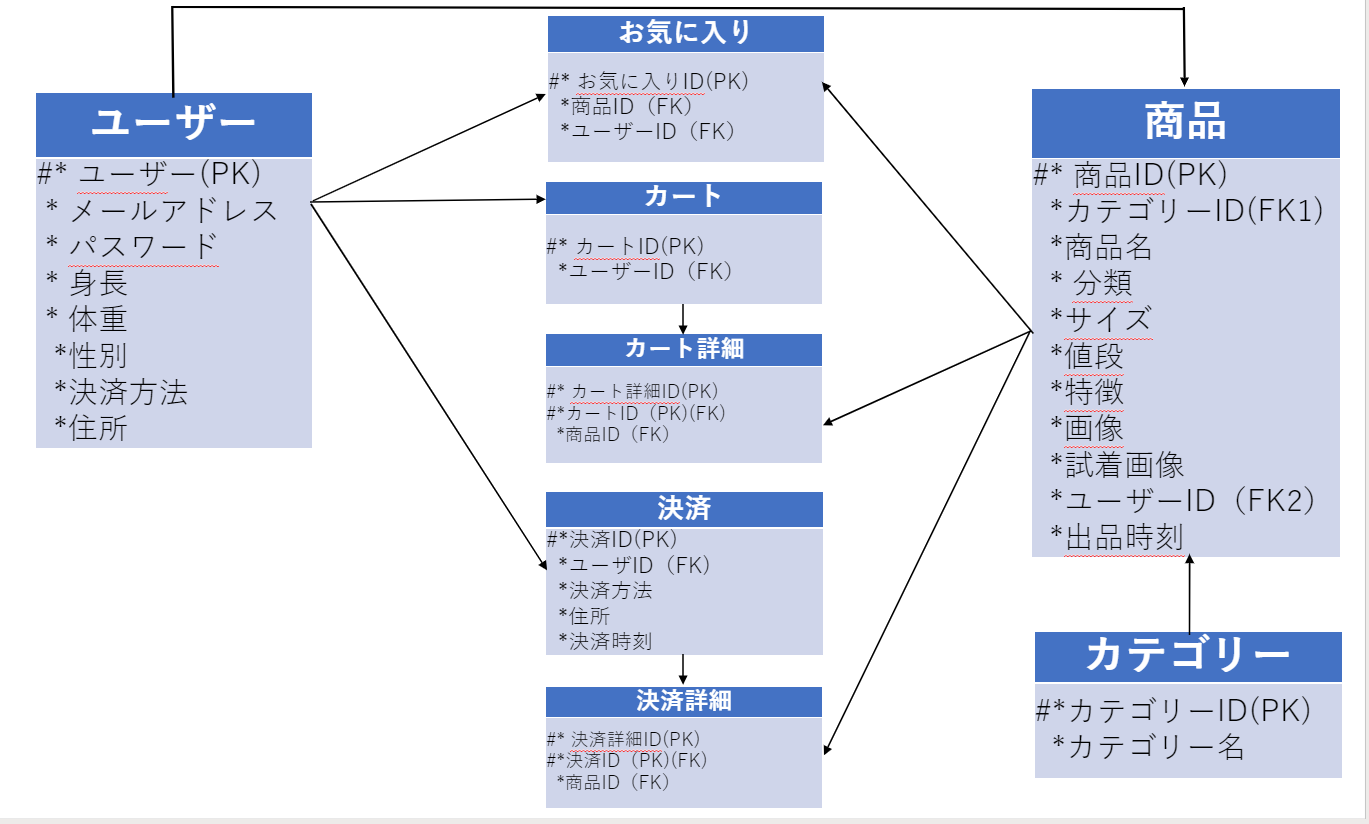 ユーザー
#* ユーザー(PK)
* メールアドレス
* パスワード
* 身長
* 体重
*性別
*決済方法
*住所
お気に入り
#* お気に入りID(PK)
*商品ID（FK）
*ユーザーID（FK）
カート
#* カートID(PK)
*ユーザーID（FK）
カート詳細
#* カート詳細ID(PK)
#*カートID（PK)(FK）
*商品ID（FK）
決済
#*決済ID(PK)
*ユーザID（FK）
*決済方法
*住所
*決済時刻
決済詳細
#* 決済詳細ID(PK)
#*決済ID（PK)(FK）
*商品ID（FK）
商品
#* 商品ID(PK)
*カテゴリーID(FK1)
*商品名
* 分類
*サイズ
*値段
*特徴
*画像
*試着画像
*ユーザーID（FK2）
*出品時刻
カテゴリー
#*カテゴリーID(PK)
*カテゴリー名